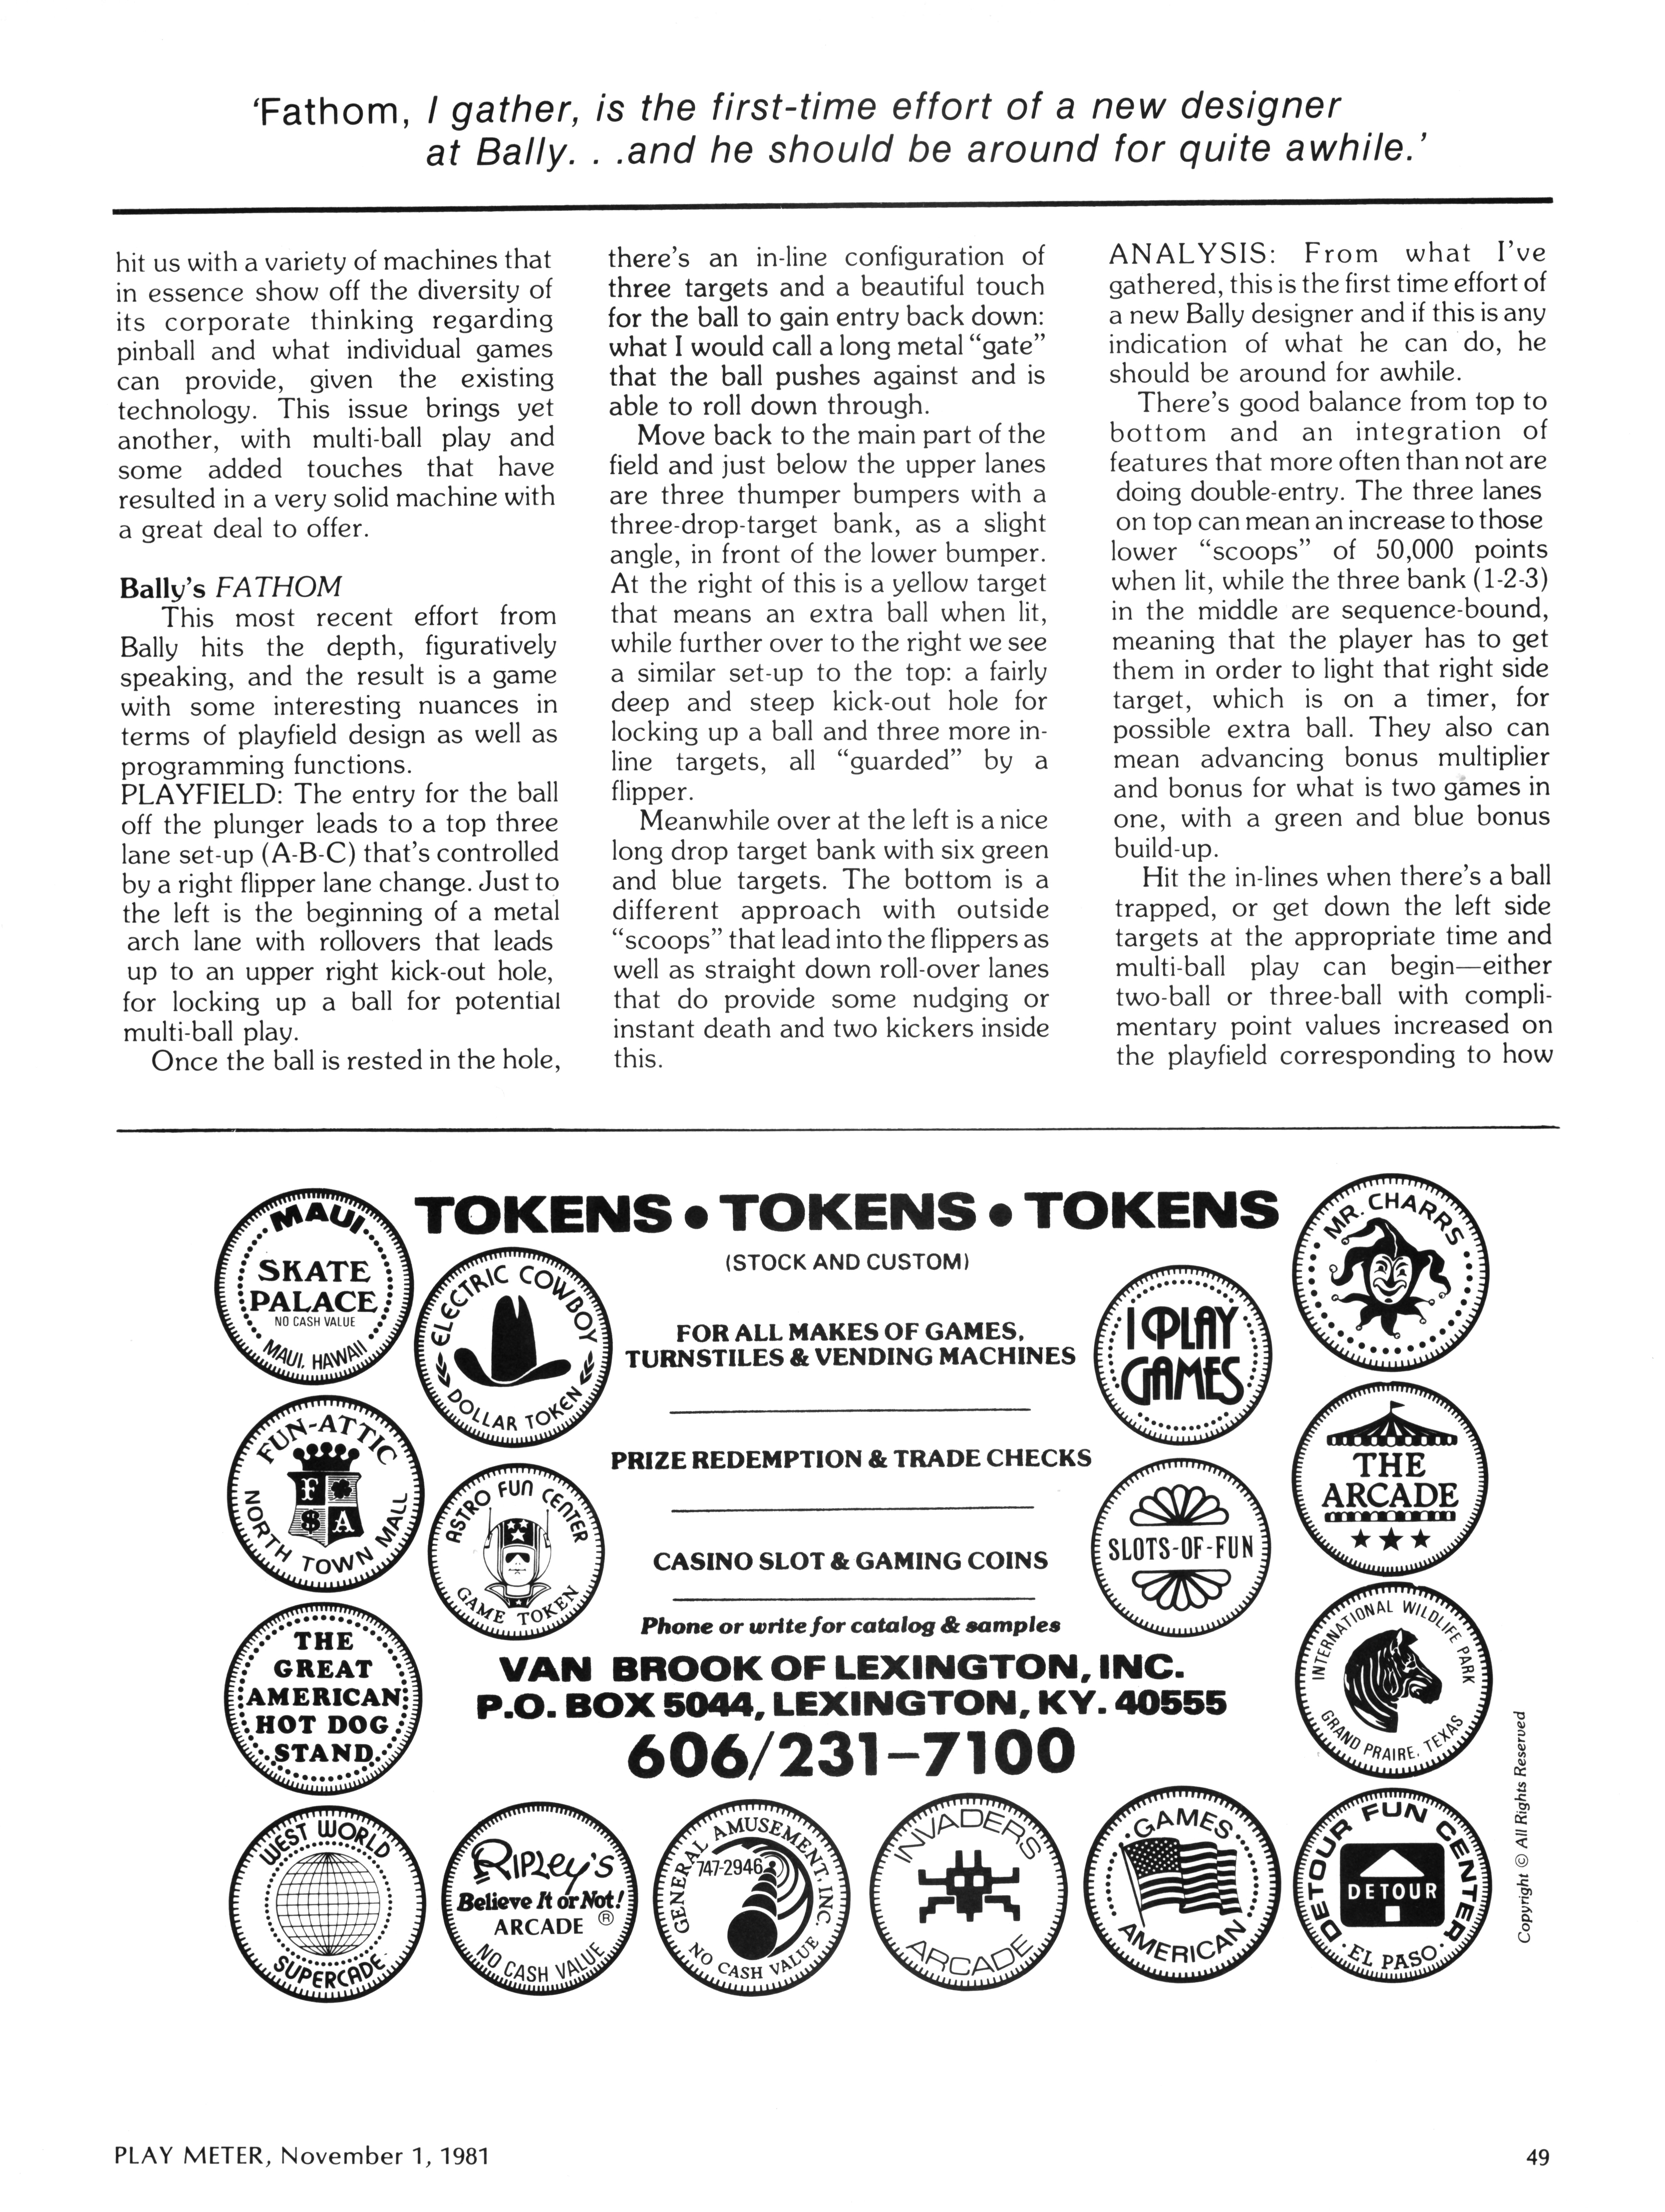 ‘Fathom, I gather, is the first-time effort of a new designer
at Bally. . .and he should be around for quite awhile.’
hit us with a variety of machines that
in essence show off the diversity of
its corporate thinking regarding
pinball and what individual games
can provide, given the existing
technology. This issue brings yet
another, with multi-ball play and
some added touches that have
resulted in a very solid machine with
a great deal to offer.
Bally's FATHOM
This most recent effort from
Bally hits the depth, figuratively
speaking, and the result is a game
with some interesting nuances in
terms of playfield design as well as
programming functions.
PLAYFIELD: The entry for the ball
off the plunger leads to a top three
lane set-up (A-B-C) that's controlled
by a right flipper lane change. Just to
the left is the beginning of a metal
arch lane with rollovers that leads
up to an upper right kick-out hole,
for locking up a ball for potential
multi-ball play.
Once the ball is rested in the hole,
there's an in-line configuration of
three targets and a beautiful touch
for the ball to gain entry back down:
what I would call a long metal “gate”
that the ball pushes against and is
able to roll down through.
Move back to the main part of the
field and just below the upper lanes
are three thumper bumpers with a
three-drop-target bank, as a slight
angle, in front of the lower bumper.
At the right of this is a yellow target
that means an extra ball when lit,
while further over to the right we see
a similar set-up to the top: a fairly
deep and steep kick-out hole for
locking up a ball and three more in-
line targets, all “guarded” by a
flipper.
Meanwhile over at the left is a nice
long drop target bank with six green
and blue targets. The bottom is a
different approach with outside
“scoops” that lead into the flippers as
well as straight down roll-over lanes
that do provide some nudging or
instant death and two kickers inside
this.
ANALYSIS: From what I've
gathered, this is the first time effort of
a new Bally designer and if this is any
indication of what he can do, he
should be around for awhile.
There's good balance from top to
bottom and an integration of
features that more often than not are
doing double-entry. The three lanes
on top can mean an increase to those
lower “scoops” of 50,000 points
when lit, while the three bank (1-2-3)
in the middle are sequence-bound,
meaning that the player has to get
them in order to light that right side
target, which is on a timer, for
possible extra ball. They also can
mean advancing bonus multiplier
and bonus for what is two games in
one, with a green and blue bonus
build-up.
Hit the in-lines when there's a ball
trapped, or get down the left side
targets at the appropriate time and
multi-ball play can begin—either
two-ball or three-ball with compli-
mentary point values increased on
the playfield corresponding to how
TOKENS • TOKENS • TOKENS
(STOCK AND CUSTOM)
FOR ALL MAKES OF GAMES,
TURNSTILES & VENDING MACHINES
PRIZE REDEMPTION & TRADE CHECKS
CASINO SLOT & GAMING COINS
Phone or write for catalog & samples
VAN BROOK OF LEXINGTON, INC.
P.O. BOX 5044, LEXINGTON, KY. 40555
606/231-7100
MAUI
SKATE
PALACE
NO CASH VALUE
MAUI, HAWAII
ELECTRIC COWBOY
DOLLAR TOKEN
FUN-ATTIC
F
$ A
NORTH TOWN MALL
ASTRO FUN CENTER
GAME TOKEN
THE
GREAT
AMERICAN
HOT DOG
STAND
WEST WORLD
SUPERCADE
RIPLEY'S
Believe It or Not!
ARCADE ®
NO CASH VALUE
GENERAL AMUSEMENT, INC
747-2946
NO CASH VALUE
INVADERS
ARCADE
GAMES
AMERICAN
DETOUR FUN CENTER
DETOUR
EL PASO
INTERNATIONAL WILDLIFE PARK
GRAND PRAIRE, TEXAS
THE
ARCADE
MR. CHARRS
I PLAY
GAMES
SLOTS-OF-FUN
Copyright © All Rights Reserved
PLAY METER, November 1, 1981
49